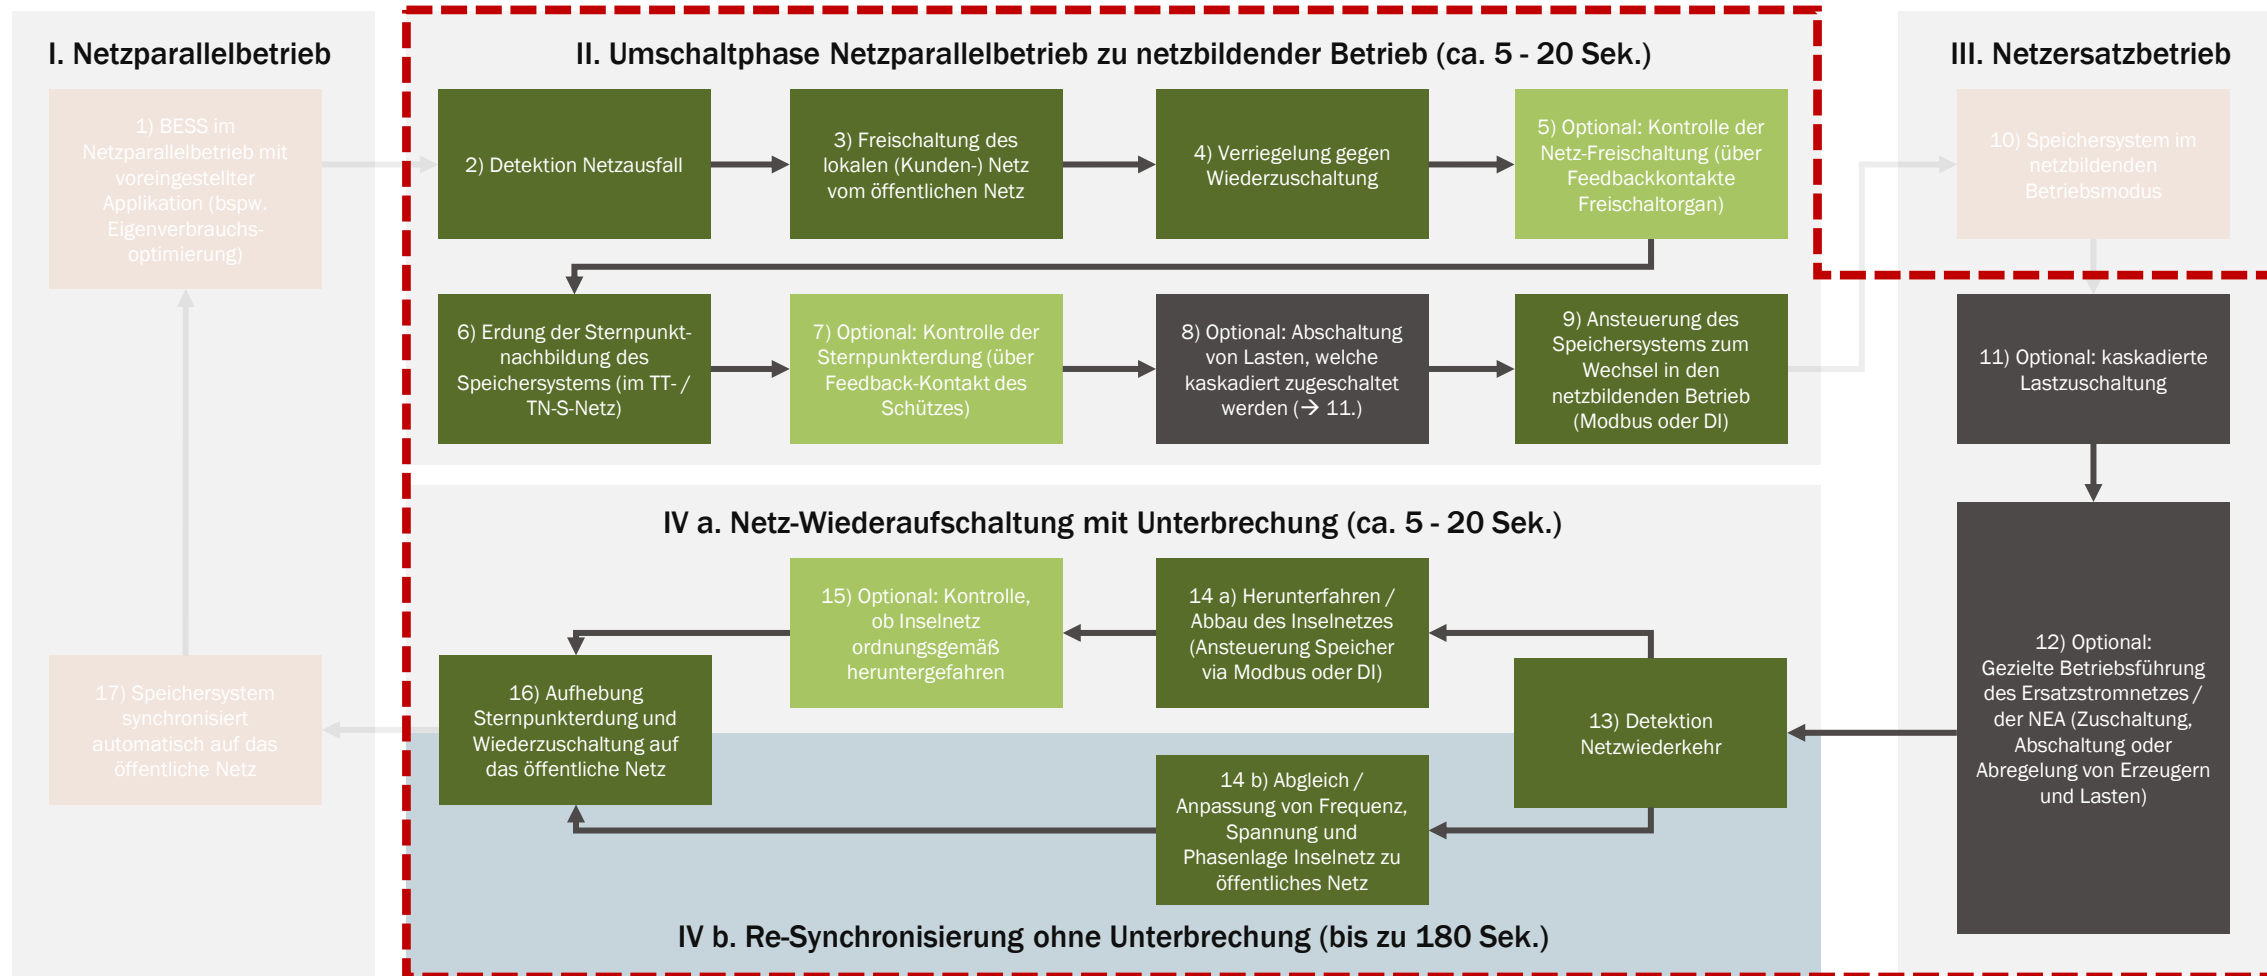 I. Netzparallelbetrieb
1) BESS im
Netzparallelbetrieb mit
voreingestellter
Applikation (bspw.
Eigenverbrauchs-
optimierung)
II. Umschaltphase Netzparallelbetrieb zu netzbildender Betrieb (ca. 5 - 20 Sek.)
2) Detektion Netzausfall
3) Freischaltung des
lokalen (Kunden-) Netz
vom öffentlichen Netz
4) Verriegelung gegen
Wiederzuschaltung
5) Optional: Kontrolle der
Netz-Freischaltung (über
Feedbackkontakte
Freischaltorgan)
6) Erdung der Sternpunkt-
nachbildung des
Speichersystems (im TT- /
TN-S-Netz)
7) Optional: Kontrolle der
Sternpunkterdung (über
Feedback-Kontakt des
Schützes)
8) Optional: Abschaltung
von Lasten, welche
kaskadiert zugeschaltet
werden (→ 11.)
9) Ansteuerung des
Speichersystems zum
Wechsel in den
netzbildenden Betrieb
(Modbus oder DI)
III. Netzersatzbetrieb
10) Speichersystem im
netzbildenden
Betriebsmodus
11) Optional: kaskadierte
Lastzuschaltung
12) Optional:
Gezielte Betriebsführung
des Ersatzstromnetzes /
der NEA (Zuschaltung,
Abschaltung oder
Abregelung von Erzeugern
und Lasten)
IV a. Netz-Wiederaufschaltung mit Unterbrechung (ca. 5 - 20 Sek.)
13) Detektion
Netzwiederkehr
14 a) Herunterfahren /
Abbau des Inselnetzes
(Ansteuerung Speicher
via Modbus oder DI)
15) Optional: Kontrolle,
ob Inselnetz
ordnungsgemäß
heruntergefahren
14 b) Abgleich /
Anpassung von Frequenz,
Spannung und
Phasenlage Inselnetz zu
öffentliches Netz
16) Aufhebung
Sternpunkterdung und
Wiederzuschaltung auf
das öffentliche Netz
17) Speichersystem
synchronisiert
automatisch auf das
öffentliche Netz
IV b. Re-Synchronisierung ohne Unterbrechung (bis zu 180 Sek.)